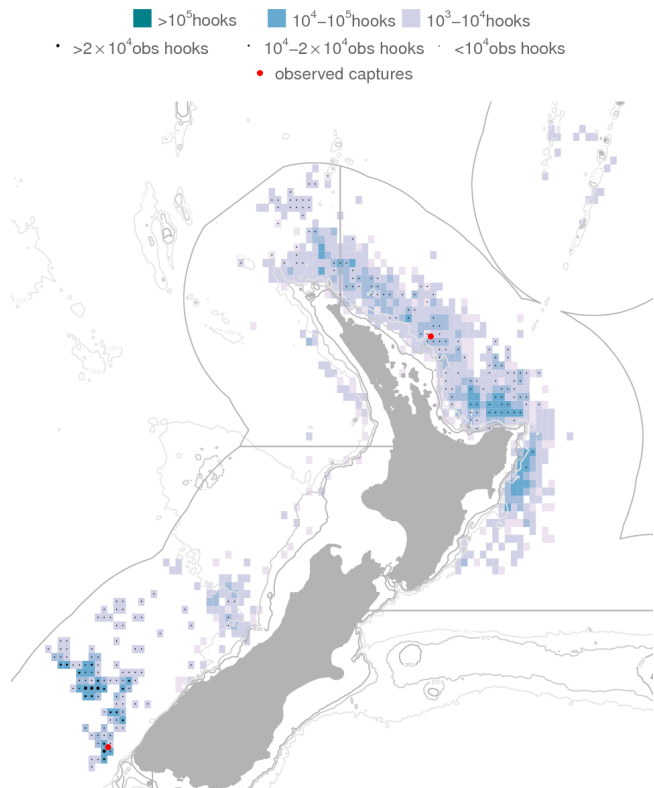 >10⁵hooks 10⁴–10⁵hooks 10³–10⁴hooks
>2×10⁴obs hooks 10⁴–2×10⁴obs hooks <10⁴obs hooks
observed captures